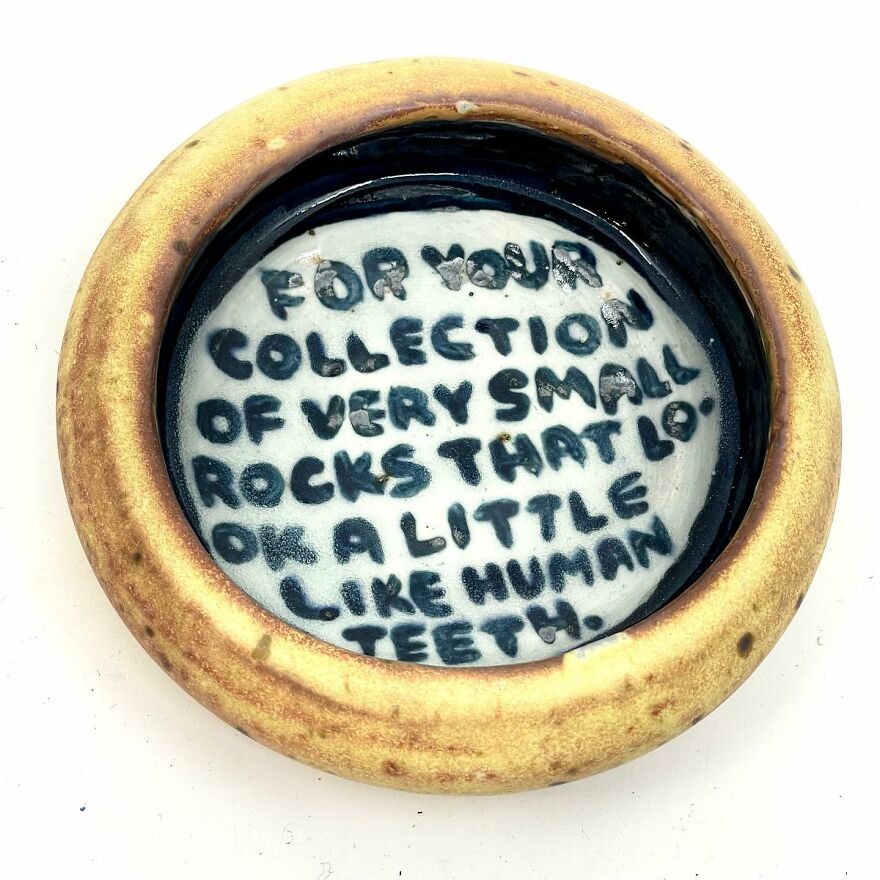 FOR YOUR
COLLECTION
OF VERY SMALL
ROCKS THAT LO-
OK A LITTLE
LIKE HUMAN
TEETH.